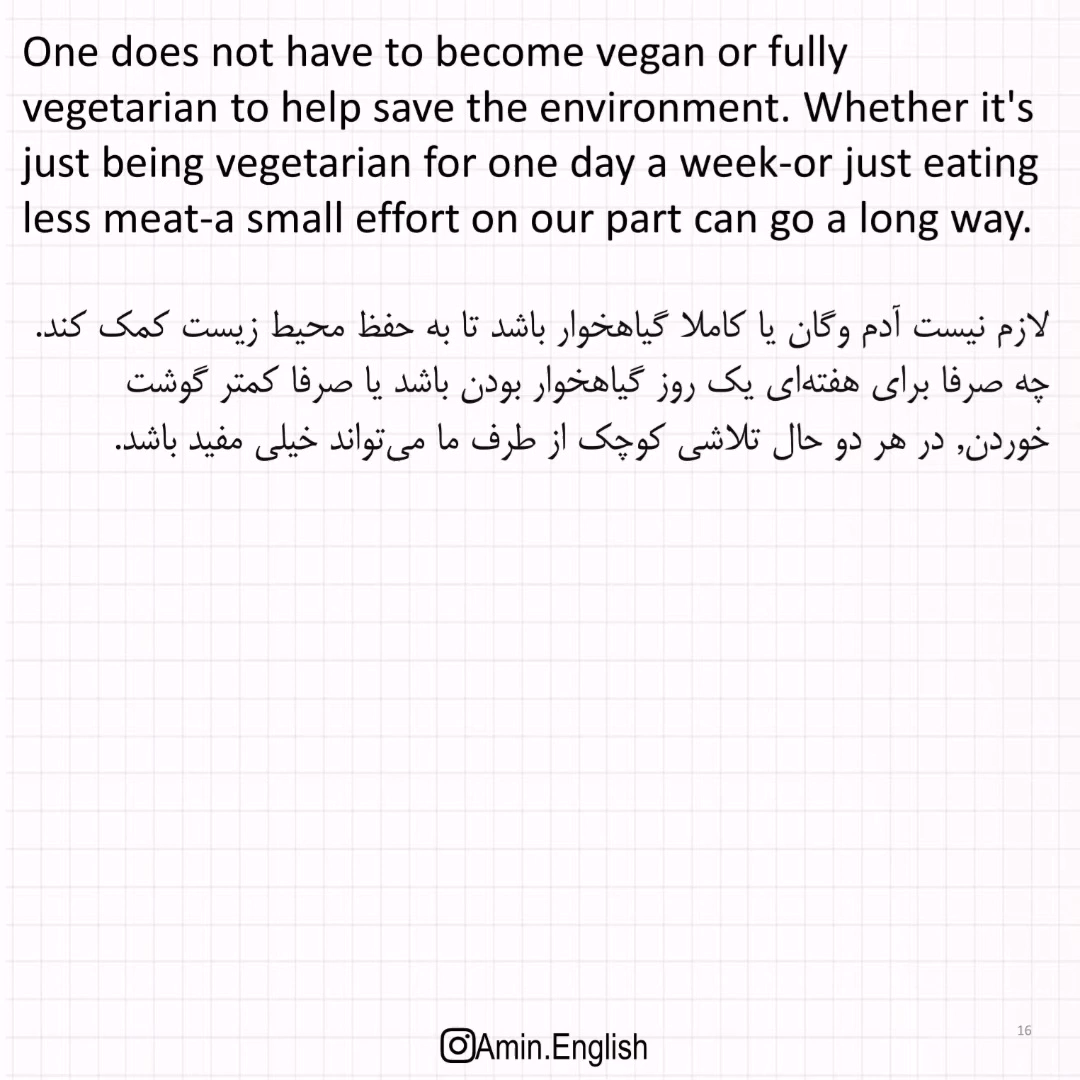 One does not have to become vegan or fully
vegetarian to help save the environment. Whether it's
just being vegetarian for one day a week-or just eating
less meat-a small effort on our part can go a long way.
لازم نیست آدم وگان یا کاملا گیاهخوار باشد تا به حفظ محیط زیست کمک کند.
چه صرفا برای هفته‌ای یک روز گیاهخوار بودن باشد یا صرفا کمتر گوشت
خوردن, در هر دو حال تلاشی کوچک از طرف ما می‌تواند خیلی مفید باشد.
16
Amin.English